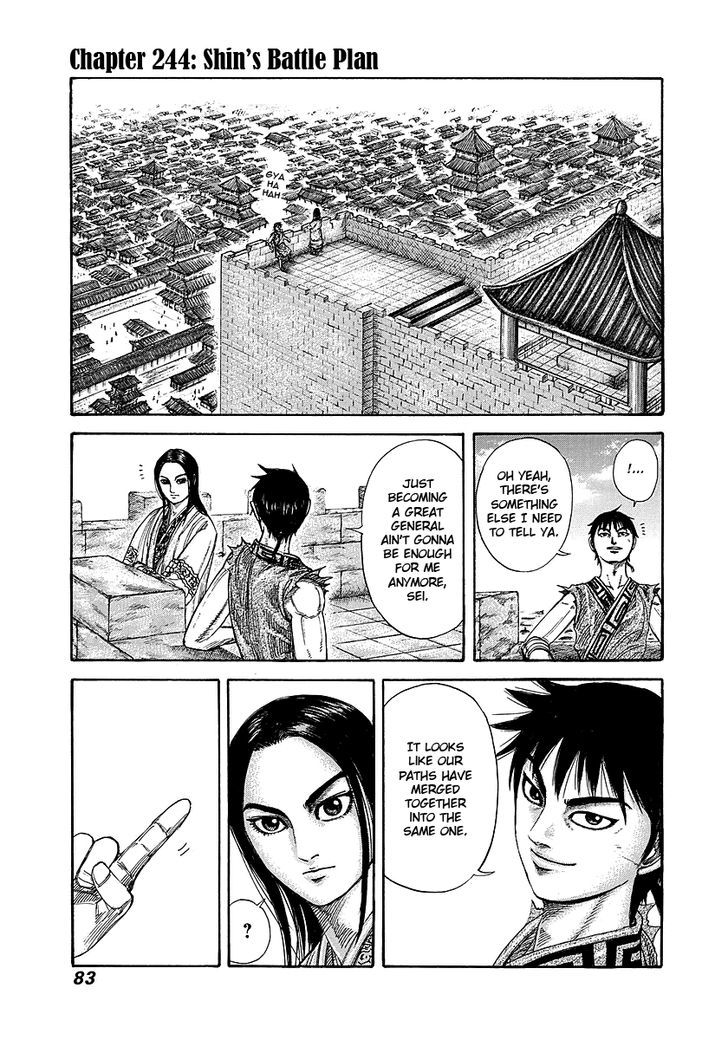 Chapter 244: Shin's Battle Plan
GYA
HA
HAH...
!...
OH YEAH,
THERE'S
SOMETHING
ELSE I NEED
TO TELL YA.
JUST
BECOMING
A GREAT
GENERAL
AIN'T GONNA
BE ENOUGH
FOR ME
ANYMORE,
SEI.
IT LOOKS
LIKE OUR
PATHS HAVE
MERGED
TOGETHER
INTO THE
SAME ONE.
?
83